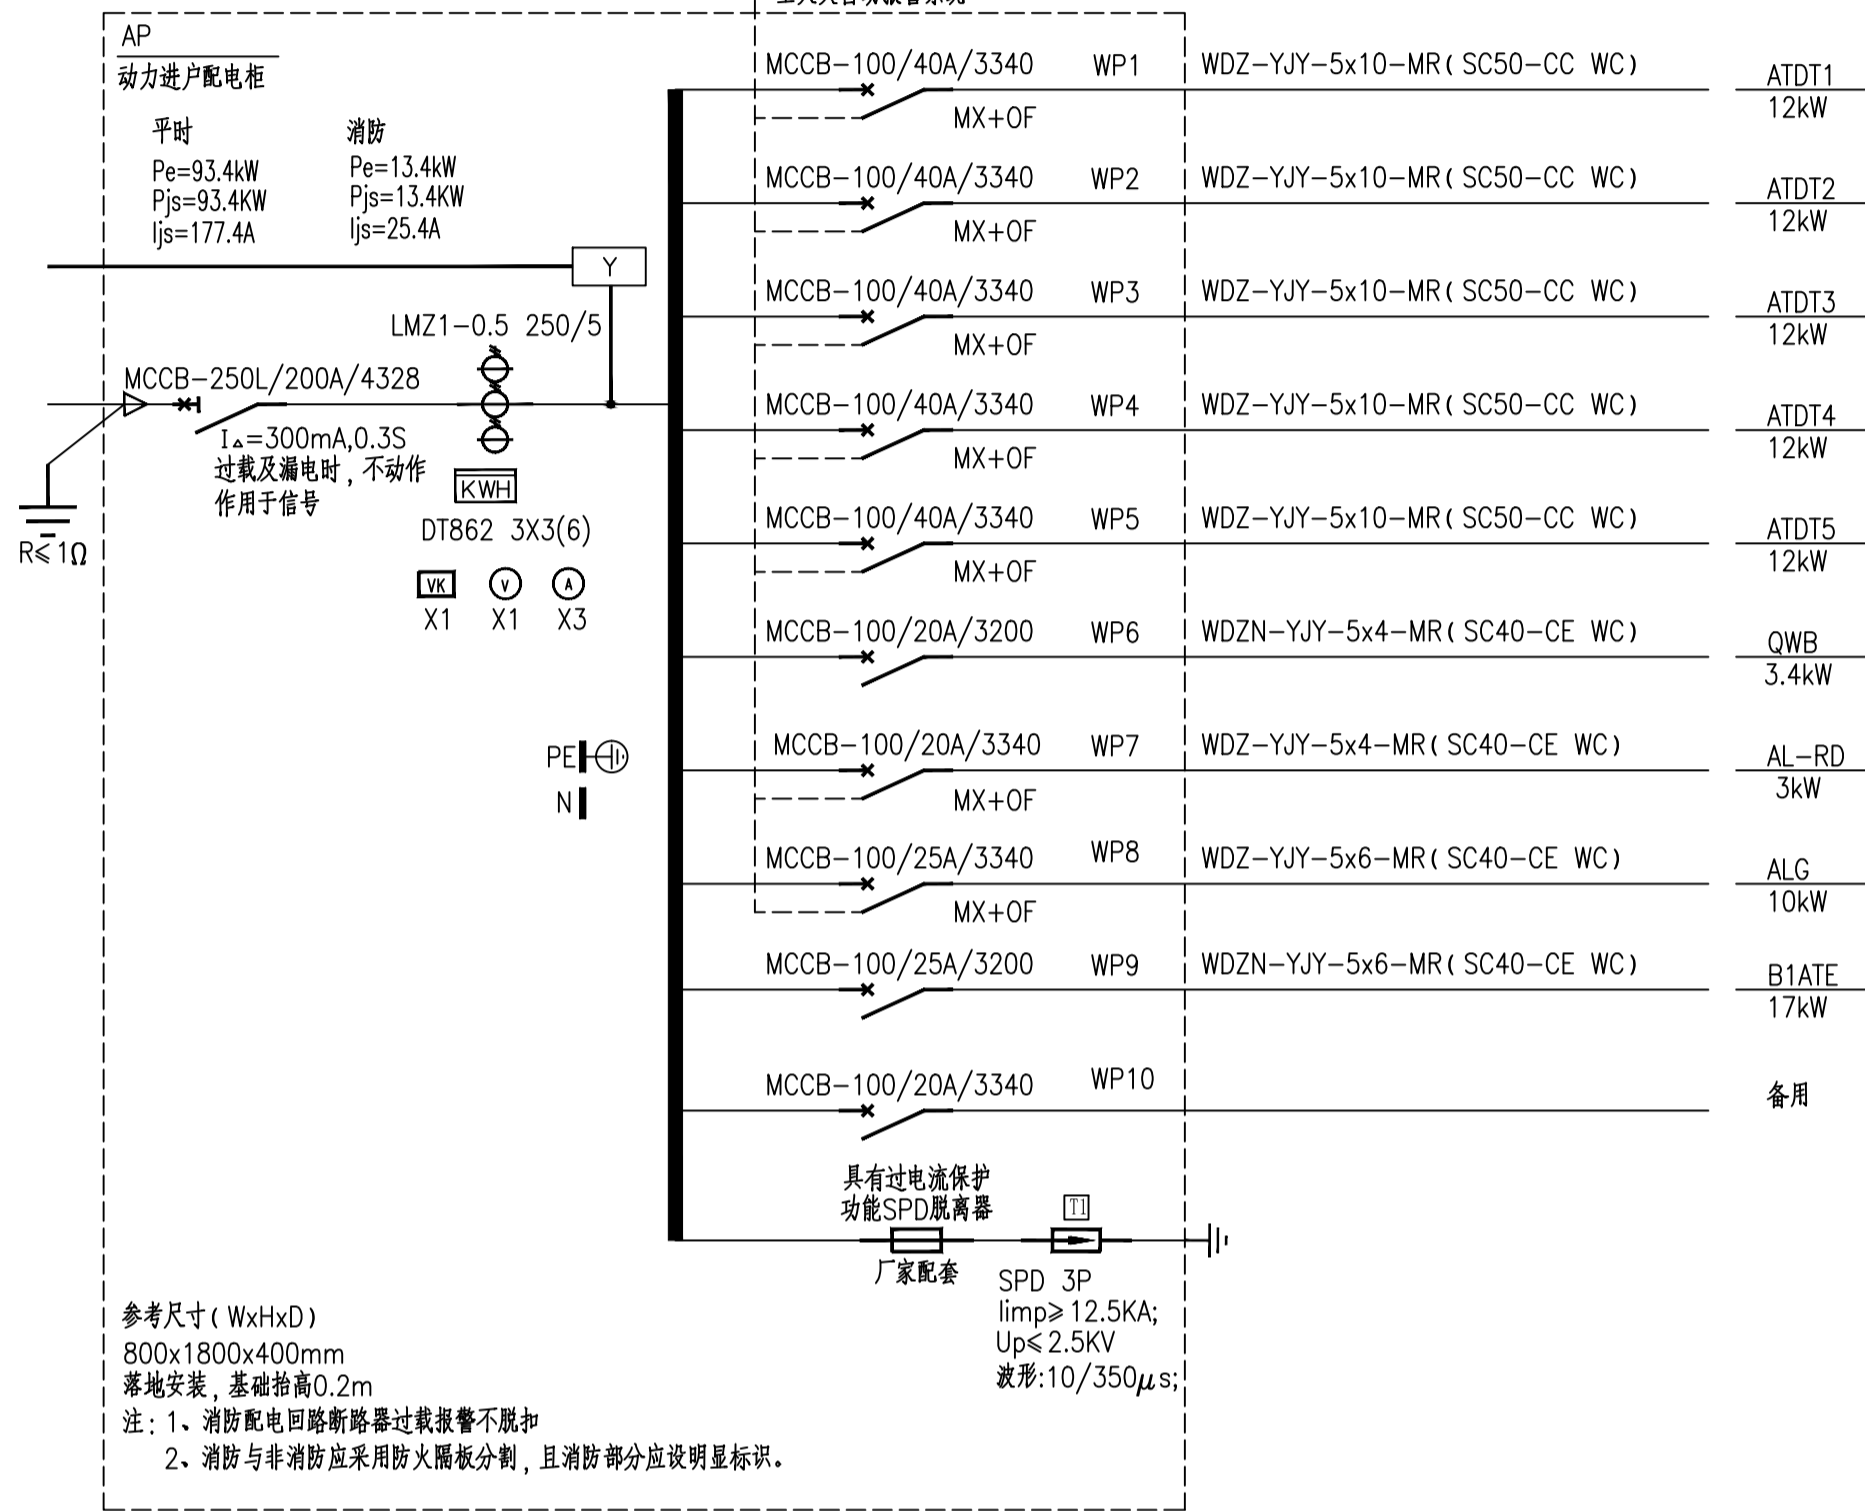 AP
动力进户配电柜
平时
消防
Pe=93.4kW
Pe=13.4kW
Pjs=93.4KW
Pjs=13.4KW
Ijs=177.4A
Ijs=25.4A
Y
LMZ1-0.5 250/5
MCCB-250L/200A/4328
I△=300mA,0.3S
过载及漏电时,不动作
作用于信号
KWH
R≤1Ω
DT862 3X3(6)
VK
V
A
X1
X1
X3
PE
N
MCCB-100/40A/3340 WP1 WDZ-YJY-5x10-MR(SC50-CC WC)
ATDT1
12kW
MX+OF
MCCB-100/40A/3340 WP2 WDZ-YJY-5x10-MR(SC50-CC WC)
ATDT2
12kW
MX+OF
MCCB-100/40A/3340 WP3 WDZ-YJY-5x10-MR(SC50-CC WC)
ATDT3
12kW
MX+OF
MCCB-100/40A/3340 WP4 WDZ-YJY-5x10-MR(SC50-CC WC)
ATDT4
12kW
MX+OF
MCCB-100/40A/3340 WP5 WDZ-YJY-5x10-MR(SC50-CC WC)
ATDT5
12kW
MX+OF
MCCB-100/20A/3200 WP6 WDZN-YJY-5x4-MR(SC40-CE WC)
QWB
3.4kW
MCCB-100/20A/3340 WP7 WDZ-YJY-5x4-MR(SC40-CE WC)
AL-RD
3kW
MX+OF
MCCB-100/25A/3340 WP8 WDZ-YJY-5x6-MR(SC40-CE WC)
ALG
10kW
MX+OF
MCCB-100/25A/3200 WP9 WDZN-YJY-5x6-MR(SC40-CE WC)
B1ATE
17kW
MCCB-100/20A/3340 WP10
备用
具有过电流保护
功能SPD脱离器
T1
厂家配套
SPD 3P
Iimp≥12.5KA;
Up≤2.5KV
波形:10/350μs;
参考尺寸(WxHxD)
800x1800x400mm
落地安装,基础抬高0.2m
注:1、消防配电回路断路器过载报警不脱扣
2、消防与非消防应采用防火隔板分割,且消防部分应设明显标识。